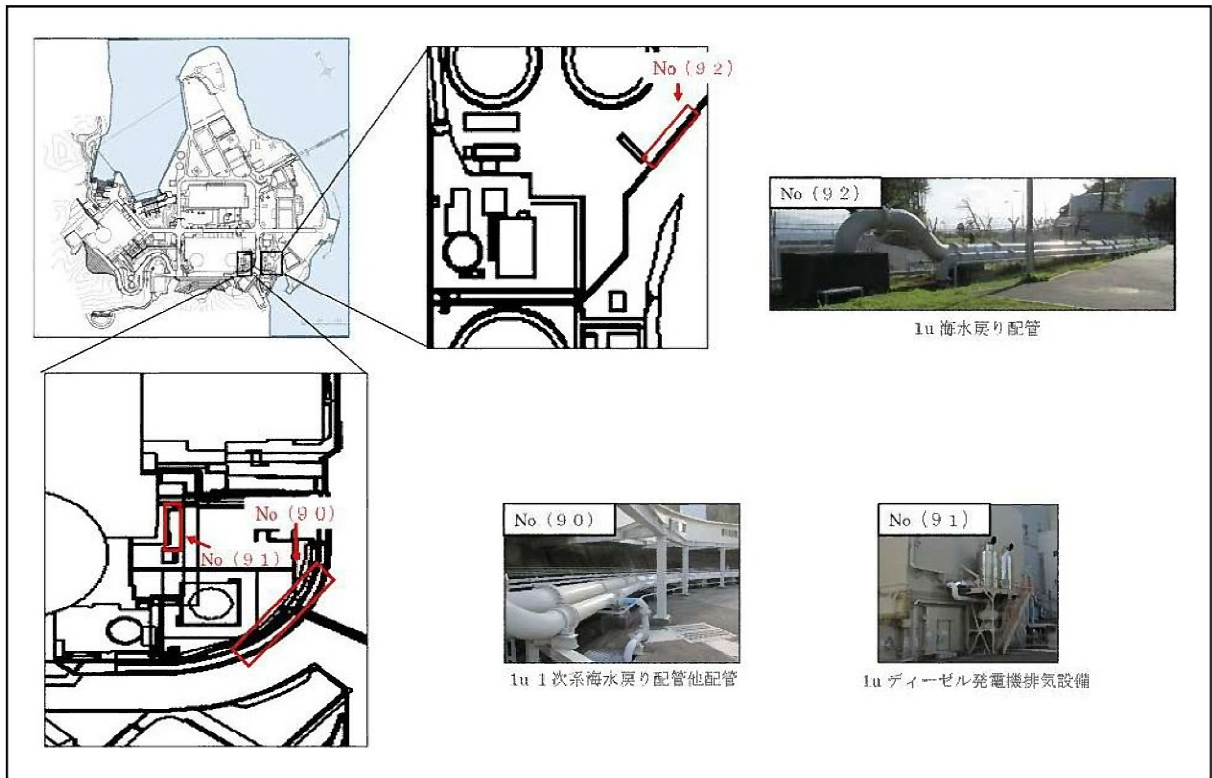 No (92)
No (92)
1u 海水戻り配管
No (90)
No (91)
No (90)
No (91)
1u 1次系海水戻り配管他配管
1u ディーゼル発電機排気設備